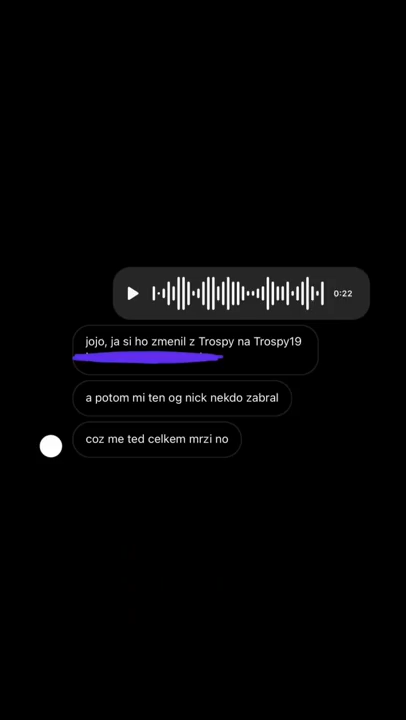 0:22
jojo, ja si ho zmenil z Trospy na Trospy19
a potom mi ten og nick nekdo zabral
coz me ted celkem mrzi no